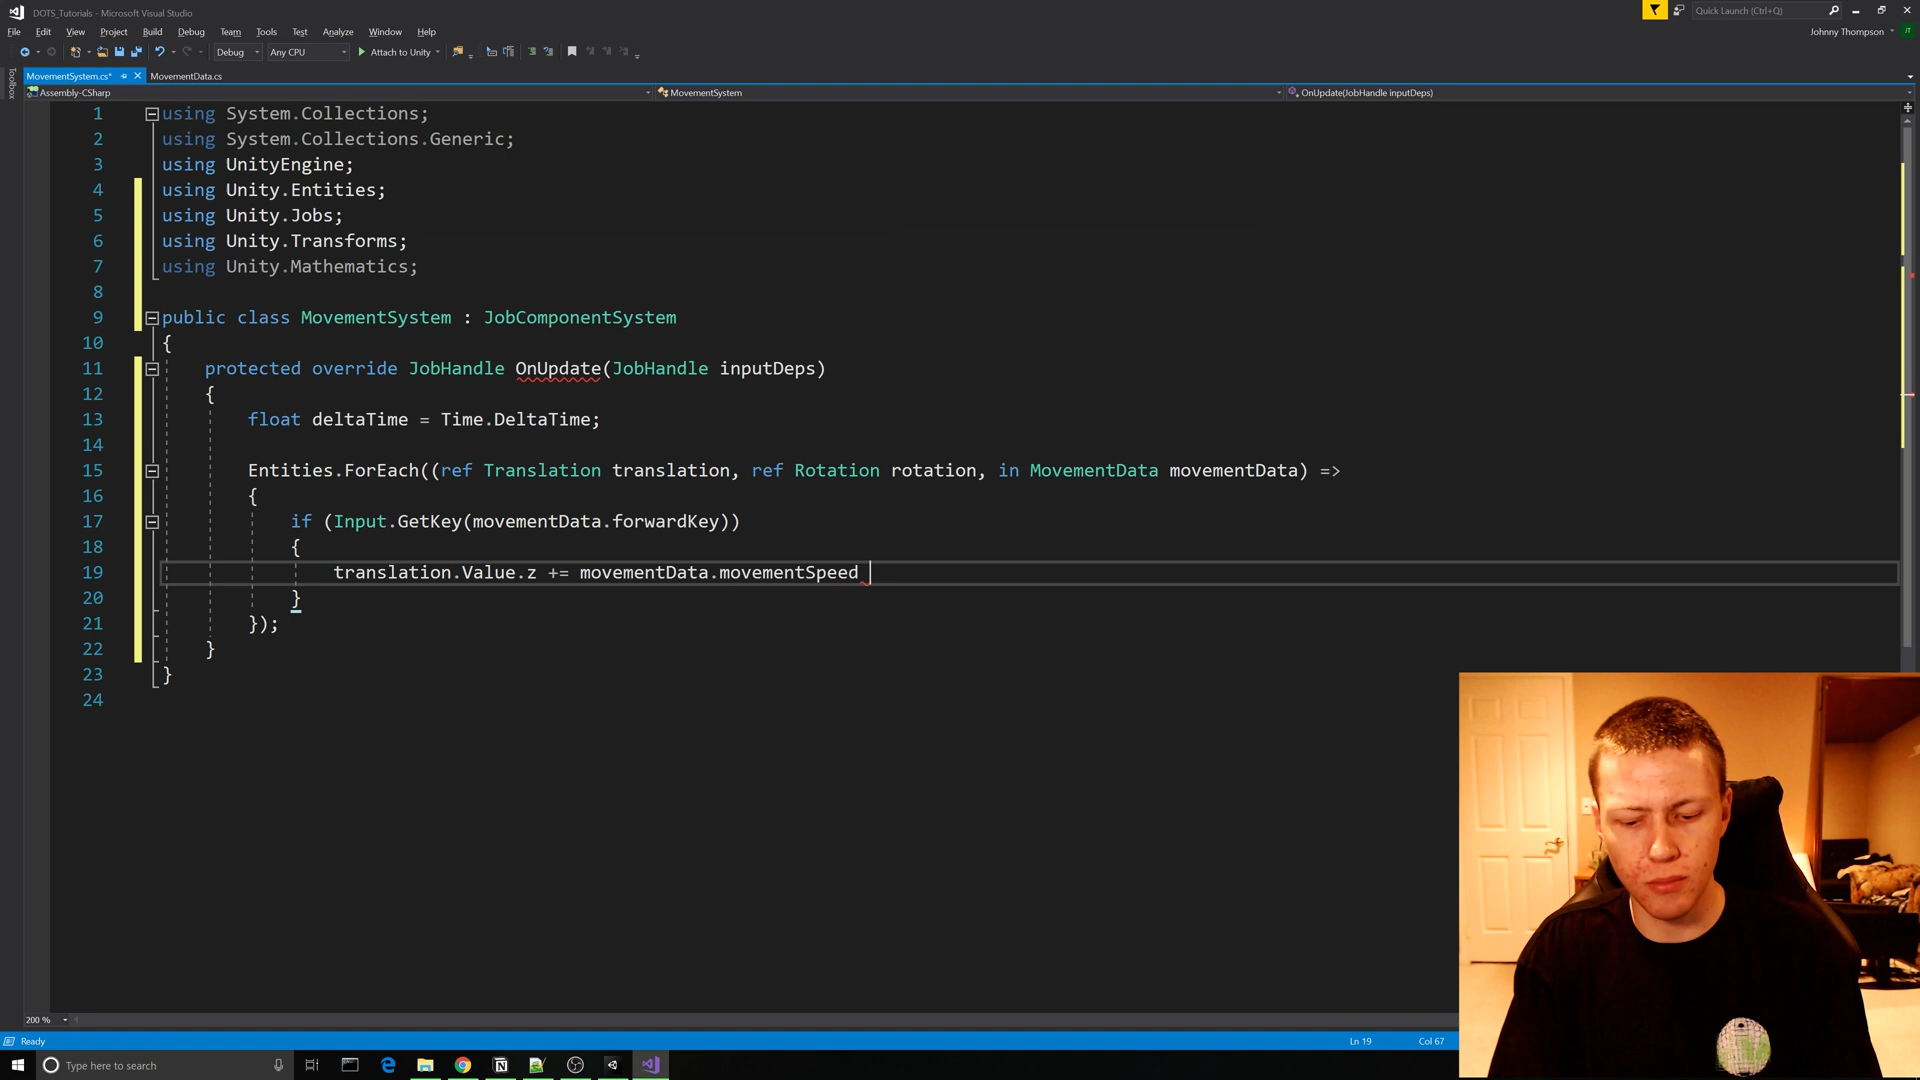 DOTS_Tutorials - Microsoft Visual Studio
Quick Launch (Ctrl+Q)
File Edit View Project Build Debug Team Tools Test Analyze Window Help
Johnny Thompson JT
Debug Any CPU Attach to Unity
Toolbox
MovementSystem.cs* MovementData.cs
Assembly-CSharp MovementSystem OnUpdate(JobHandle inputDeps)
1 using System.Collections;
2 using System.Collections.Generic;
3 using UnityEngine;
4 using Unity.Entities;
5 using Unity.Jobs;
6 using Unity.Transforms;
7 using Unity.Mathematics;
8
9 public class MovementSystem : JobComponentSystem
10 {
11 protected override JobHandle OnUpdate(JobHandle inputDeps)
12 {
13 float deltaTime = Time.DeltaTime;
14
15 Entities.ForEach((ref Translation translation, ref Rotation rotation, in MovementData movementData) =>
16 {
17 if (Input.GetKey(movementData.forwardKey))
18 {
19 translation.Value.z += movementData.movementSpeed
20 }
21 });
22 }
23 }
24
200 %
Ready Ln 19 Col 67
Type here to search